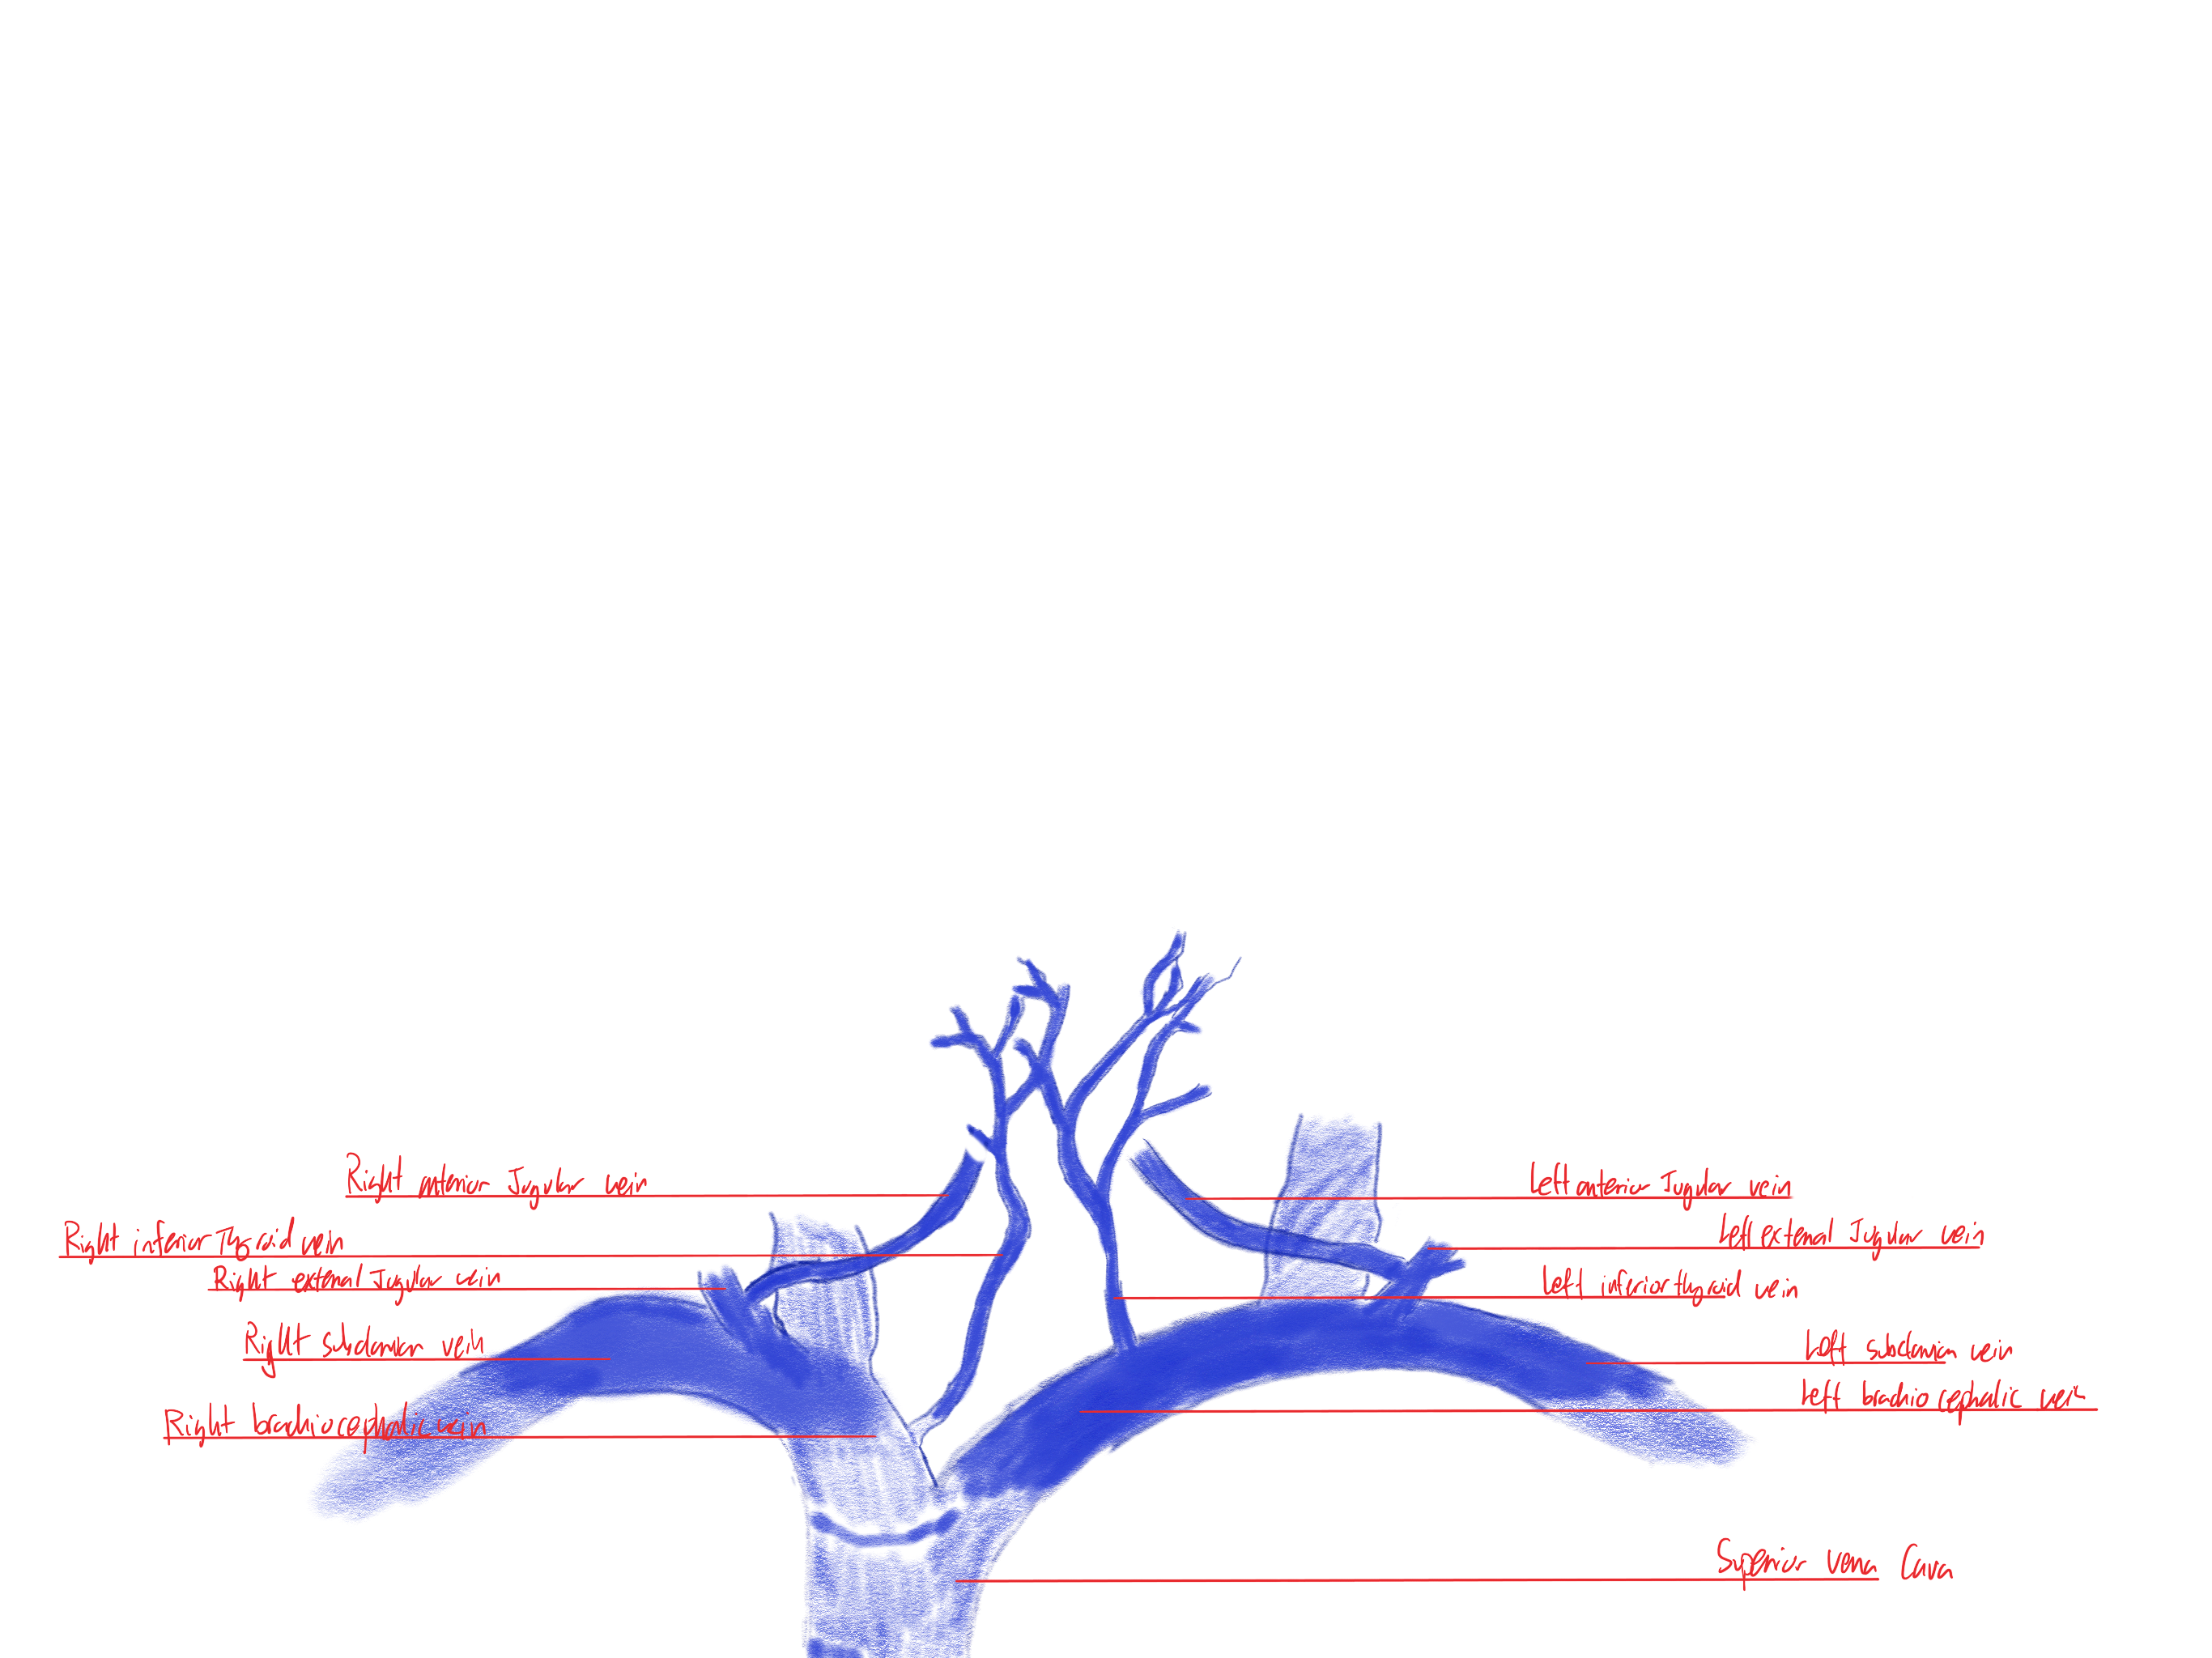 Right anterior Jugular vein
Right inferior Thyroid vein
Right external Jugular vein
Right subclavian vein
Right brachiocephalic vein
Left anterior Jugular vein
Left external Jugular vein
Left inferior thyroid vein
Left subclavian vein
Left brachiocephalic vein
Superior Vena Cava